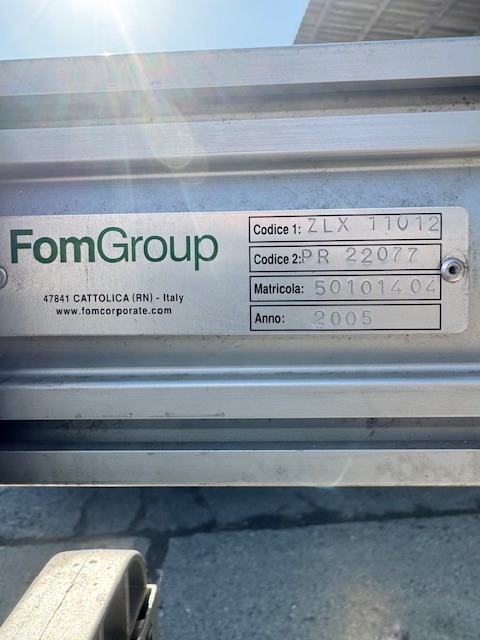 FomGroup
47841 CATTOLICA (RN) - Italy
www.fomcorporate.com
Codice 1: ZLX 11012
Codice 2: PR 22077
Matricola: 50101404
Anno: 2005